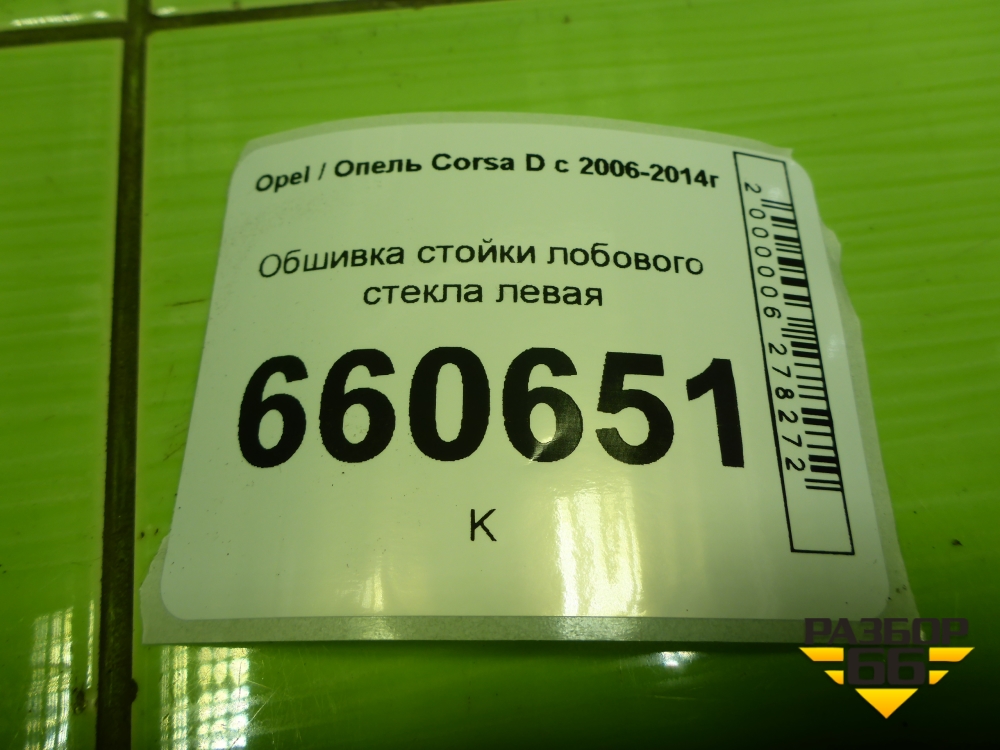 Opel / Опель Corsa D с 2006-2014г
Обшивка стойки лобового
стекла левая
660651
К
2000006278272
РАЗБОР
66